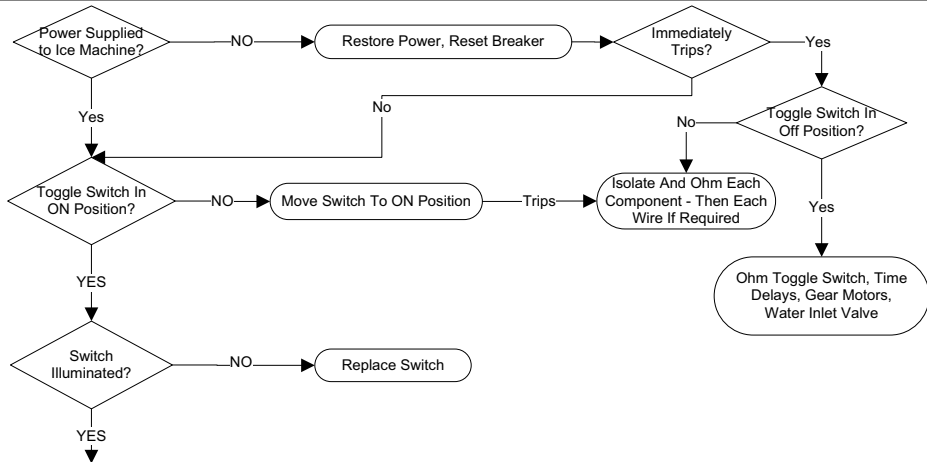 Power Supplied
to Ice Machine?
NO
Restore Power, Reset Breaker
Immediately
Trips?
Yes
No
Yes
Toggle Switch In
Off Position?
No
Toggle Switch In
ON Position?
NO
Move Switch To ON Position
Trips
Isolate And Ohm Each
Component - Then Each
Wire If Required
Yes
YES
Ohm Toggle Switch, Time
Delays, Gear Motors,
Water Inlet Valve
Switch
Illuminated?
NO
Replace Switch
YES